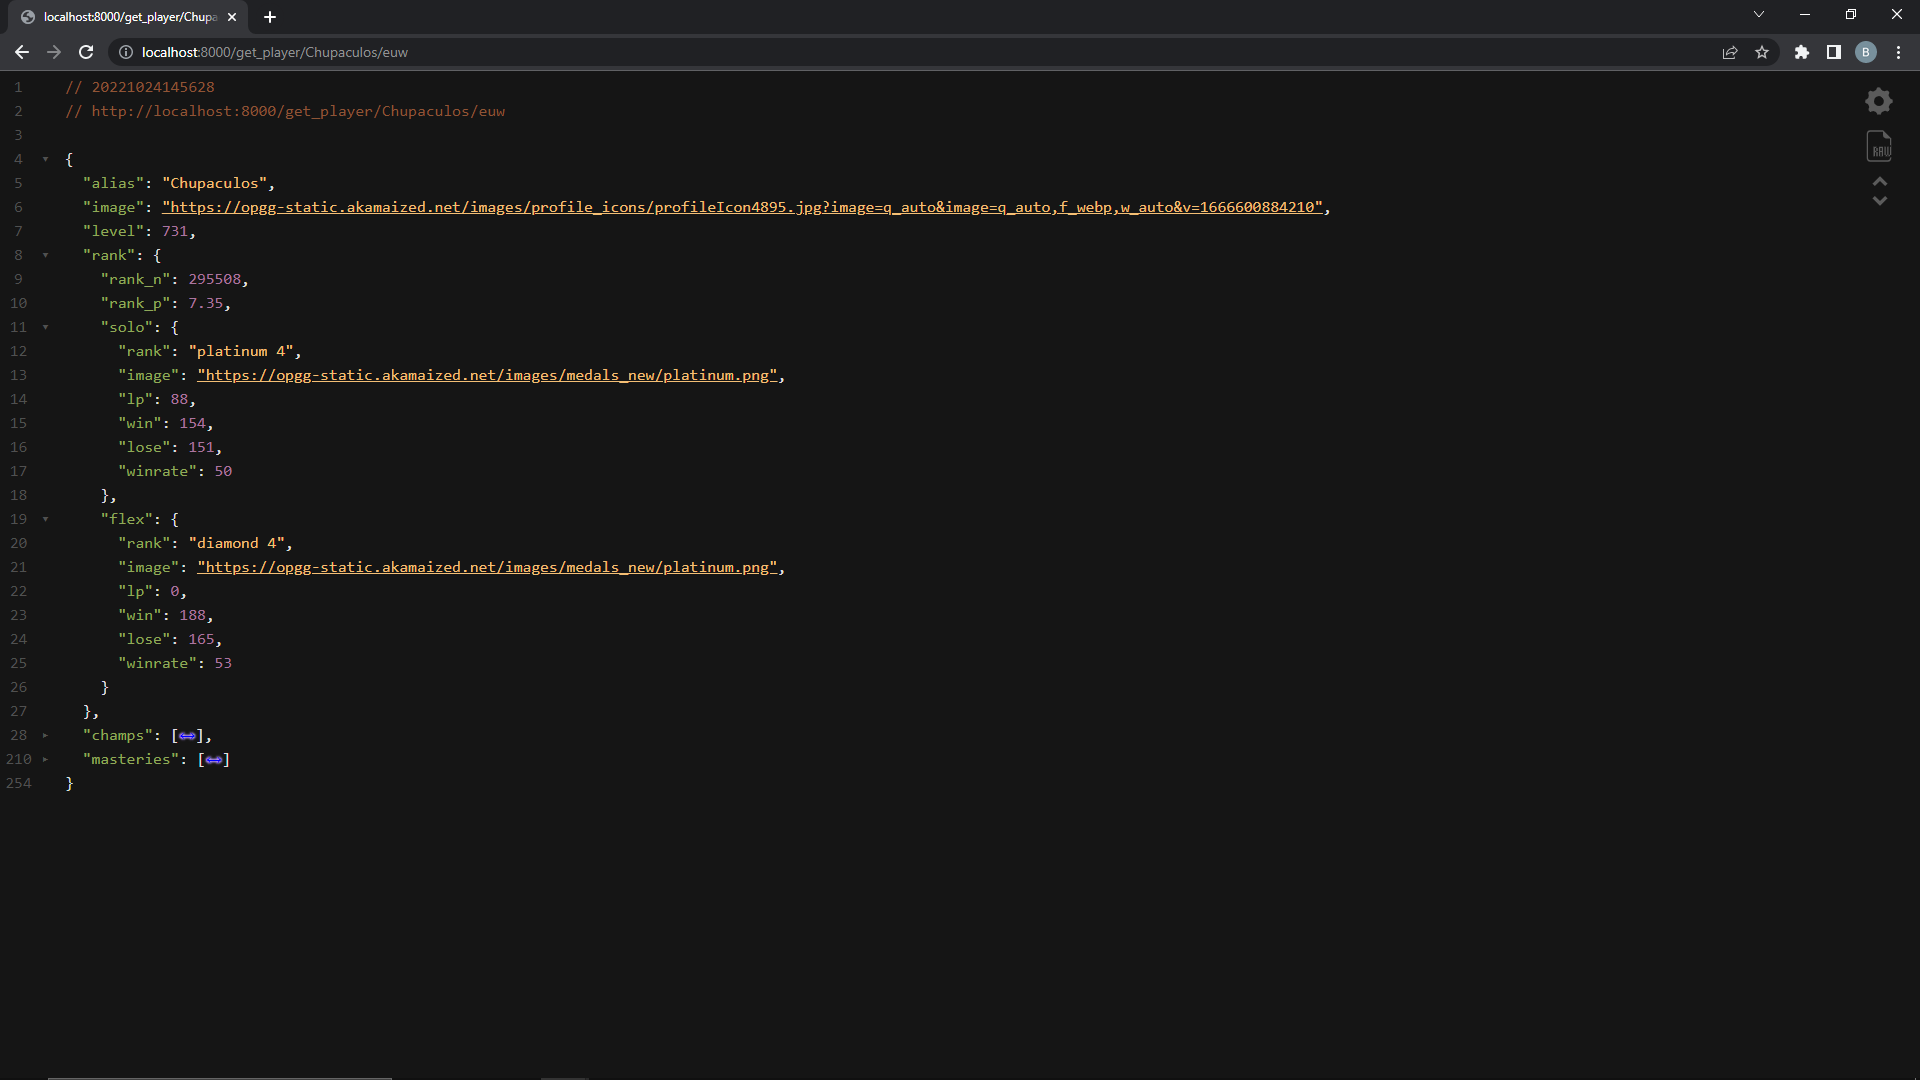 localhost:8000/get_player/Chupa
localhost:8000/get_player/Chupaculos/euw
B
1 // 20221024145628
2 // http://localhost:8000/get_player/Chupaculos/euw
3
4 {
5 "alias": "Chupaculos",
6 "image": "https://opgg-static.akamaized.net/images/profile_icons/profileIcon4895.jpg?image=q_auto&image=q_auto,f_webp,w_auto&v=1666600884210",
7 "level": 731,
8 "rank": {
9 "rank_n": 295508,
10 "rank_p": 7.35,
11 "solo": {
12 "rank": "platinum 4",
13 "image": "https://opgg-static.akamaized.net/images/medals_new/platinum.png",
14 "lp": 88,
15 "win": 154,
16 "lose": 151,
17 "winrate": 50
18 },
19 "flex": {
20 "rank": "diamond 4",
21 "image": "https://opgg-static.akamaized.net/images/medals_new/platinum.png",
22 "lp": 0,
23 "win": 188,
24 "lose": 165,
25 "winrate": 53
26 }
27 },
28 "champs": [↔],
210 "masteries": [↔]
254 }
RAW